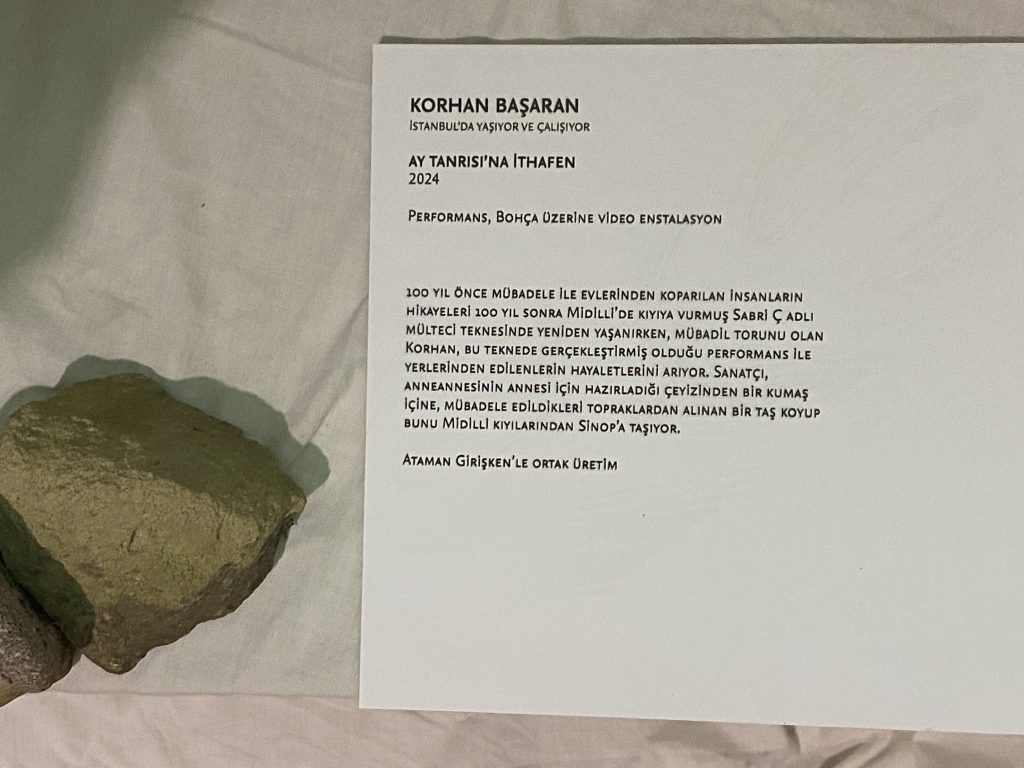 KORHAN BAŞARAN
İSTANBUL'DA YAŞIYOR VE ÇALIŞIYOR
AY TANRISI'NA İTHAFEN
2024
PERFORMANS, BOHÇA ÜZERİNE VİDEO ENSTALASYON
100 YIL ÖNCE MÜBADELE İLE EVLERİNDEN KOPARILAN İNSANLARIN
HİKAYELERİ 100 YIL SONRA MİDİLLİ'DE KIYIYA VURMUŞ SABRİ Ç ADLI
MÜLTECİ TEKNESİNDE YENİDEN YAŞANIRKEN, MÜBADİL TORUNU OLAN
KORHAN, BU TEKNEDE GERÇEKLEŞTİRMİŞ OLDUĞU PERFORMANS İLE
YERLERİNDEN EDİLENLERİN HAYALETLERİNİ ARIYOR. SANATÇI,
ANNEANNESİNİN ANNESİ İÇİN HAZIRLADIĞI ÇEYİZİNDEN BİR KUMAŞ
İÇİNE, MÜBADELE EDİLDİKLERİ TOPRAKLARDAN ALINAN BİR TAŞ KOYUP
BUNU MİDİLLİ KIYILARINDAN SİNOP'A TAŞIYOR.
ATAMAN GİRİŞKEN'LE ORTAK ÜRETİM